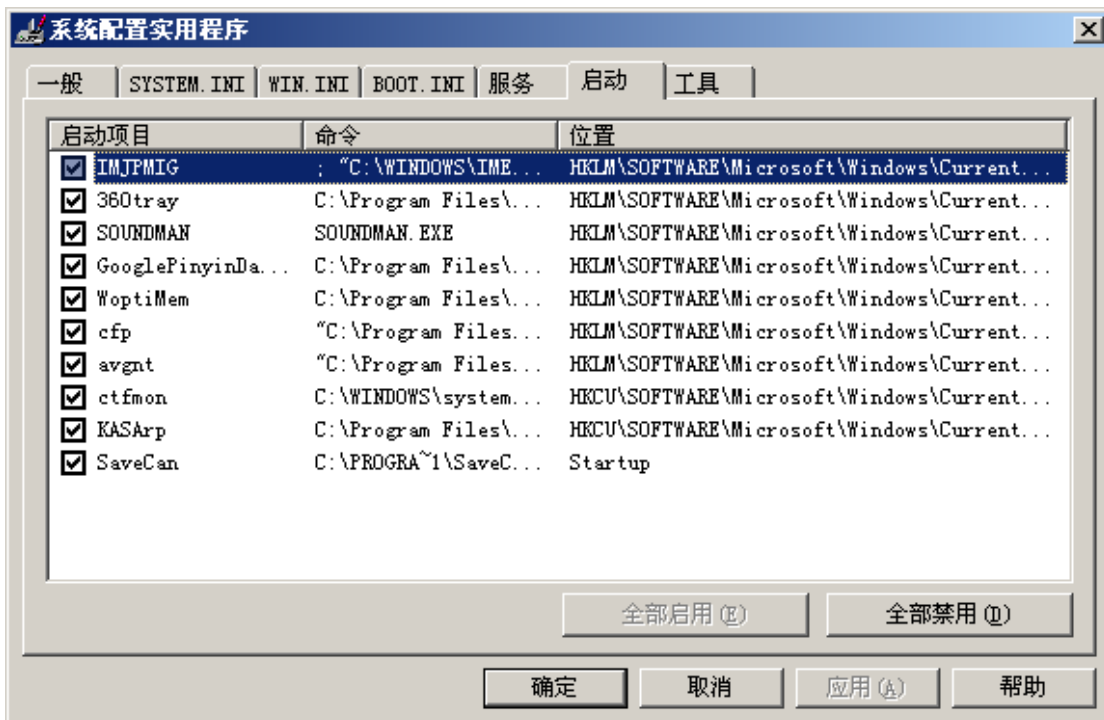 系统配置实用程序
一般 SYSTEM.INI WIN.INI BOOT.INI 服务 启动 工具
启动项目 命令 位置
IMJPMIG ; "C:\WINDOWS\IME... HKLM\SOFTWARE\Microsoft\Windows\Current...
360tray C:\Program Files\... HKLM\SOFTWARE\Microsoft\Windows\Current...
SOUNDMAN SOUNDMAN.EXE HKLM\SOFTWARE\Microsoft\Windows\Current...
GooglePinyinDa... C:\Program Files\... HKLM\SOFTWARE\Microsoft\Windows\Current...
WoptiMem C:\Program Files\... HKLM\SOFTWARE\Microsoft\Windows\Current...
cfp "C:\Program Files... HKLM\SOFTWARE\Microsoft\Windows\Current...
avgnt "C:\Program Files... HKLM\SOFTWARE\Microsoft\Windows\Current...
ctfmon C:\WINDOWS\system... HKCU\SOFTWARE\Microsoft\Windows\Current...
KASArp C:\Program Files\... HKCU\SOFTWARE\Microsoft\Windows\Current...
SaveCan C:\PROGRA~1\SaveC... Startup
全部启用(E) 全部禁用(D)
确定 取消 应用(A) 帮助